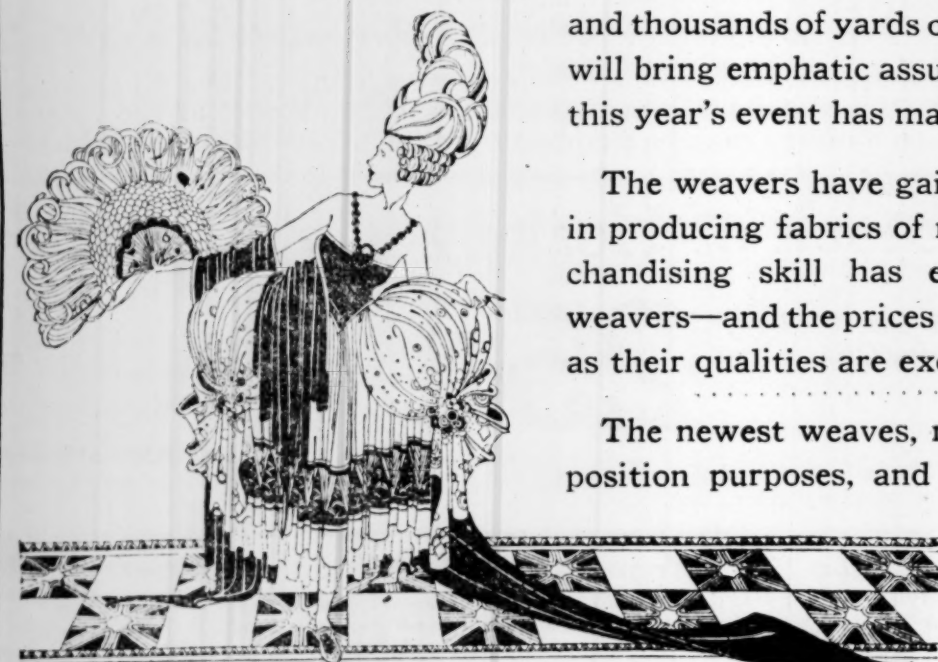 and thousands of yards
will bring emphatic assu
this year's event has ma
The weavers have gai
in producing fabrics of
chandising skill has e
weavers—and the prices
as their qualities are exc
The newest weaves,
position purposes, and